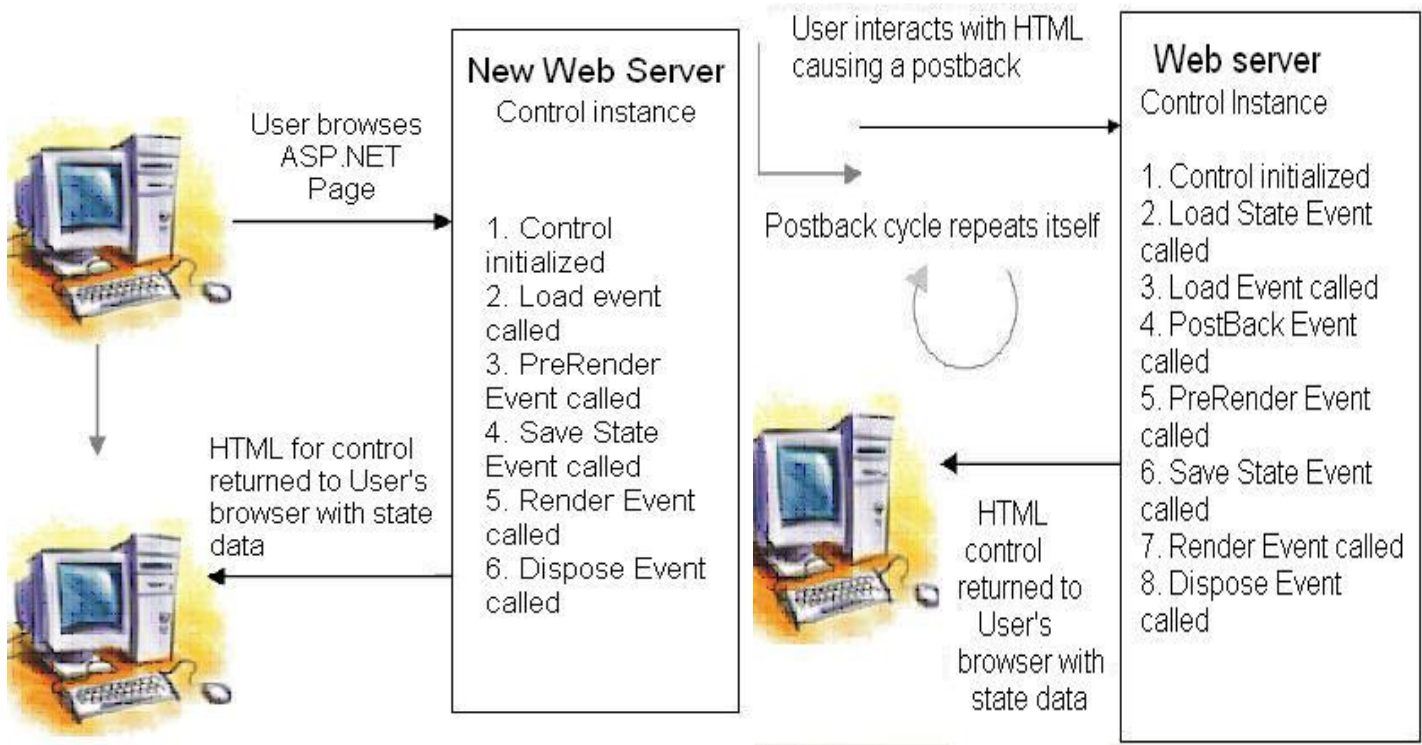 User browses
ASP.NET
Page
HTML for control
returned to User's
browser with state
data
New Web Server
Control instance
1. Control
initialized
2. Load event
called
3. PreRender
Event called
4. Save State
Event called
5. Render Event
called
6. Dispose Event
called
User interacts with HTML
causing a postback
Postback cycle repeats itself
HTML
control
returned to
User's
browser with
state data
Web server
Control Instance
1. Control initialized
2. Load State Event
called
3. Load Event called
4. PostBack Event
called
5. PreRender Event
called
6. Save State Event
called
7. Render Event called
8. Dispose Event
called